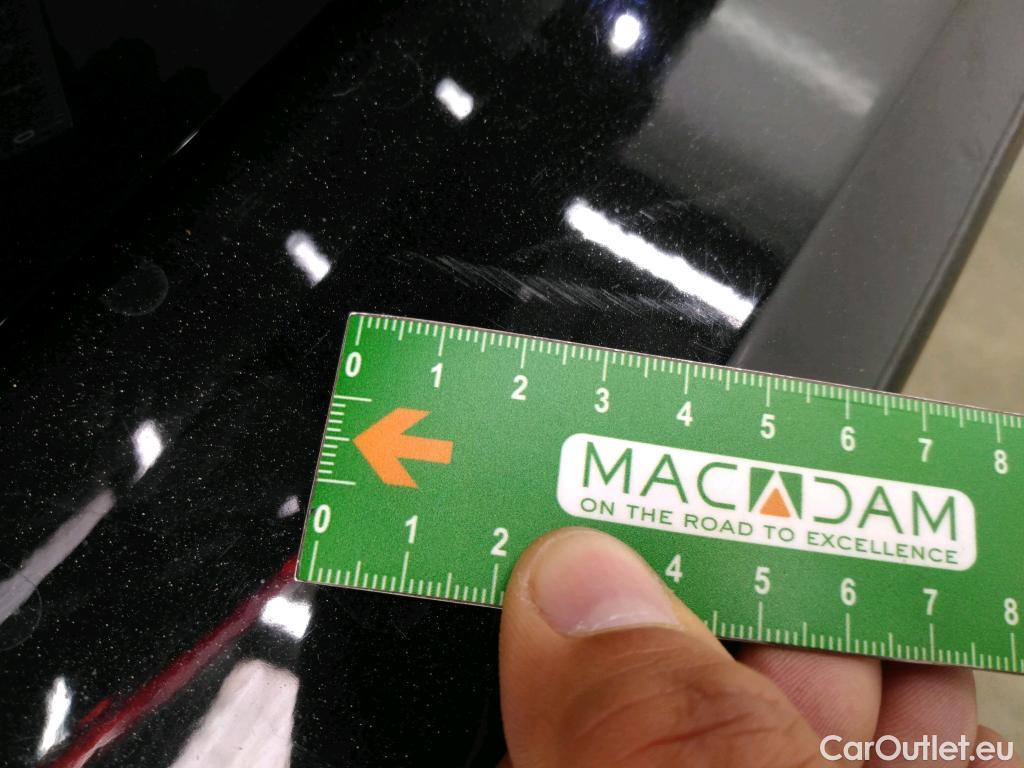 0 1 2 3 4 5 6 7 8
MACADAM
ON THE ROAD TO EXCELLENCE
0 1 2 4 5 6 7 8
CarOutlet.eu